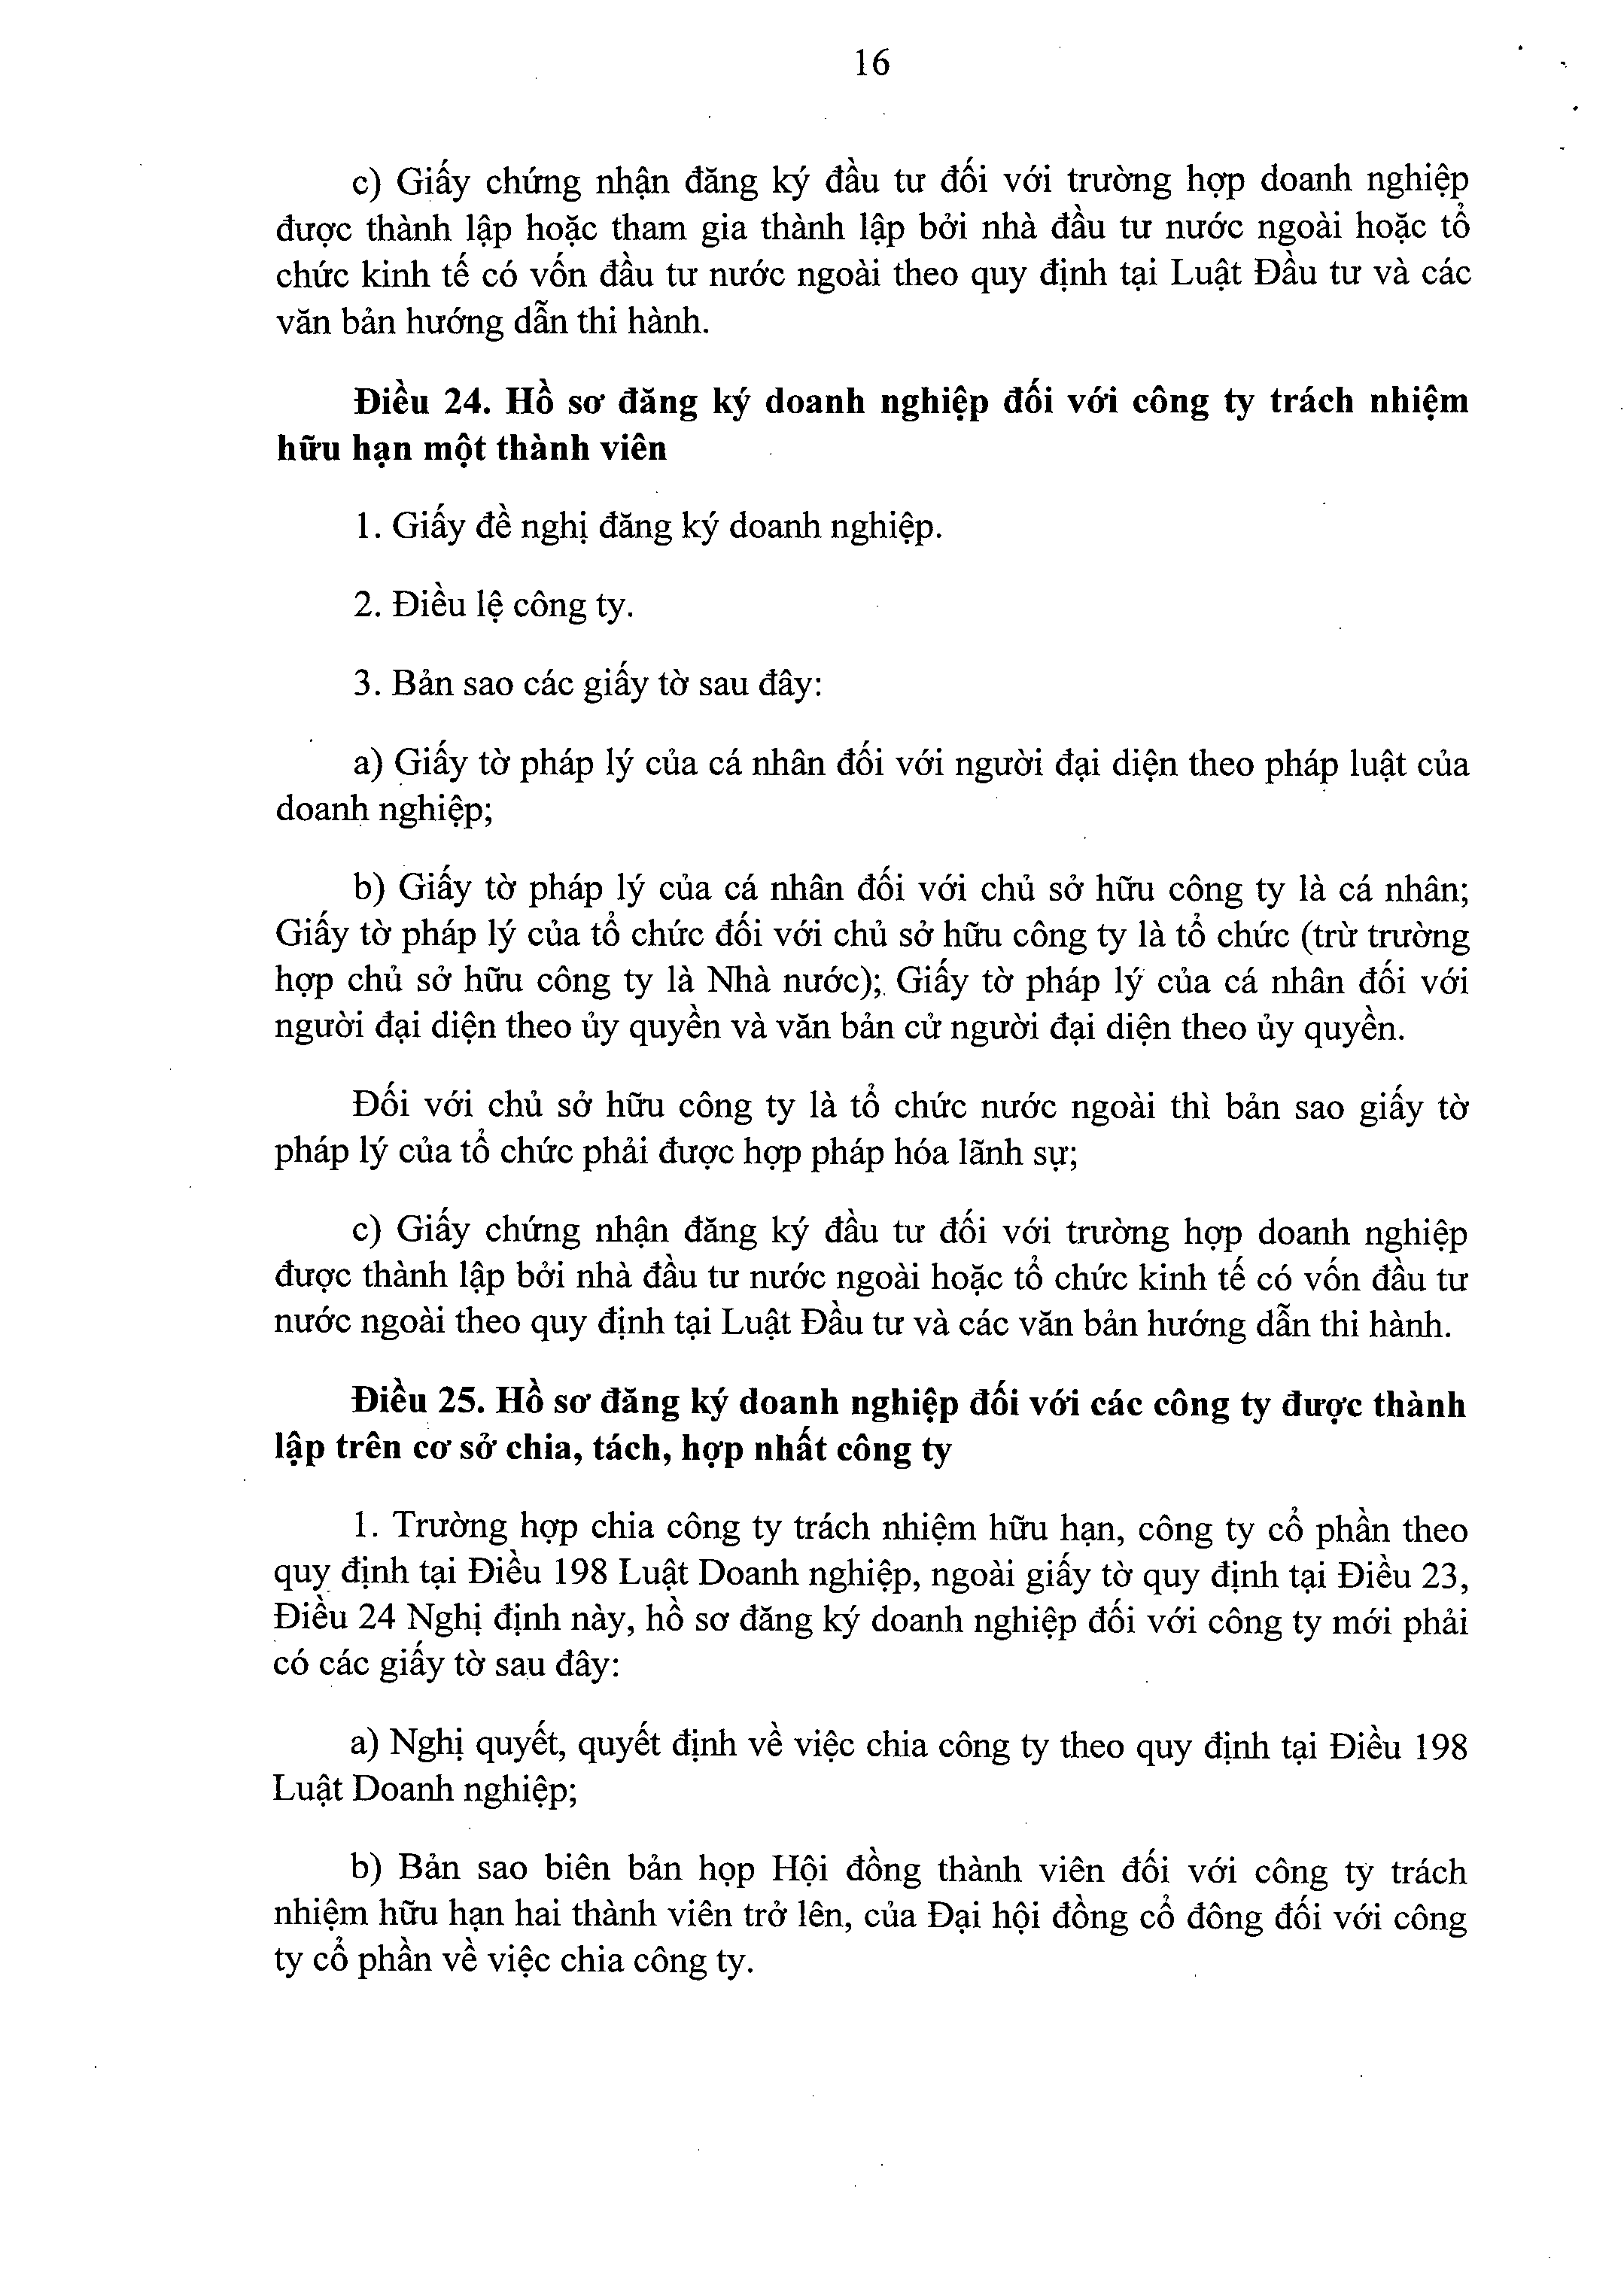 16
c) Giấy chứng nhận đăng ký đầu tư đối với trường hợp doanh nghiệp
được thành lập hoặc tham gia thành lập bởi nhà đầu tư nước ngoài hoặc tổ
chức kinh tế có vốn đầu tư nước ngoài theo quy định tại Luật Đầu tư và các
văn bản hướng dẫn thi hành.
Điều 24. Hồ sơ đăng ký doanh nghiệp đối với công ty trách nhiệm
hữu hạn một thành viên
1. Giấy đề nghị đăng ký doanh nghiệp.
2. Điều lệ công ty.
3. Bản sao các giấy tờ sau đây:
a) Giấy tờ pháp lý của cá nhân đối với người đại diện theo pháp luật của
doanh nghiệp;
b) Giấy tờ pháp lý của cá nhân đối với chủ sở hữu công ty là cá nhân;
Giấy tờ pháp lý của tổ chức đối với chủ sở hữu công ty là tổ chức (trừ trường
hợp chủ sở hữu công ty là Nhà nước); Giấy tờ pháp lý của cá nhân đối với
người đại diện theo ủy quyền và văn bản cử người đại diện theo ủy quyền.
Đối với chủ sở hữu công ty là tổ chức nước ngoài thì bản sao giấy tờ
pháp lý của tổ chức phải được hợp pháp hóa lãnh sự;
c) Giấy chứng nhận đăng ký đầu tư đối với trường hợp doanh nghiệp
được thành lập bởi nhà đầu tư nước ngoài hoặc tổ chức kinh tế có vốn đầu tư
nước ngoài theo quy định tại Luật Đầu tư và các văn bản hướng dẫn thi hành.
Điều 25. Hồ sơ đăng ký doanh nghiệp đối với các công ty được thành
lập trên cơ sở chia, tách, hợp nhất công ty
1. Trường hợp chia công ty trách nhiệm hữu hạn, công ty cổ phần theo
quy định tại Điều 198 Luật Doanh nghiệp, ngoài giấy tờ quy định tại Điều 23,
Điều 24 Nghị định này, hồ sơ đăng ký doanh nghiệp đối với công ty mới phải
có các giấy tờ sau đây:
a) Nghị quyết, quyết định về việc chia công ty theo quy định tại Điều 198
Luật Doanh nghiệp;
b) Bản sao biên bản họp Hội đồng thành viên đối với công ty trách
nhiệm hữu hạn hai thành viên trở lên, của Đại hội đồng cổ đông đối với công
ty cổ phần về việc chia công ty.